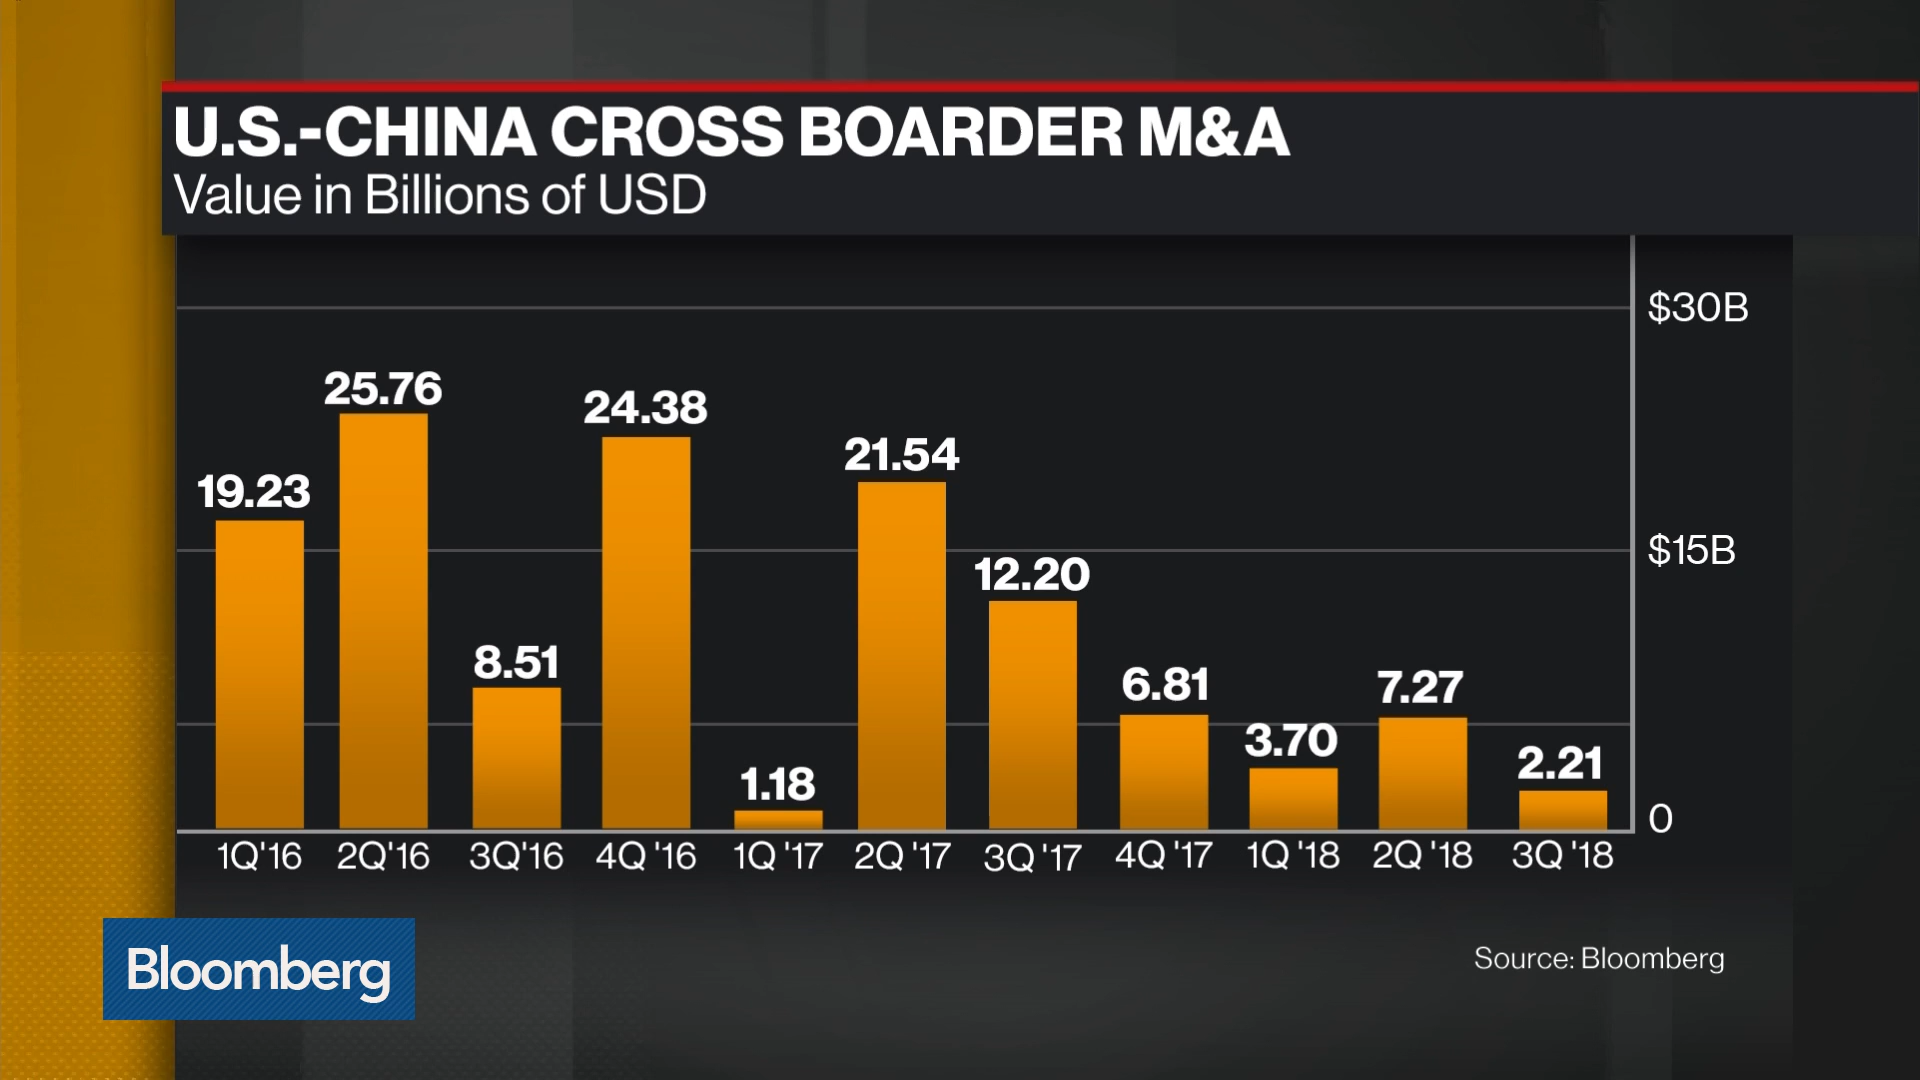 U.S.-CHINA CROSS BOARDER M&A
Value in Billions of USD
$30B
25.76
24.38
21.54
19.23
$15B
12.20
8.51
6.81
7.27
3.70
2.21
1.18
0
1Q'16 2Q'16 3Q'16 4Q '16 1Q '17 2Q '17 3Q '17 4Q '17 1Q '18 2Q '18 3Q '18
Bloomberg
Source: Bloomberg